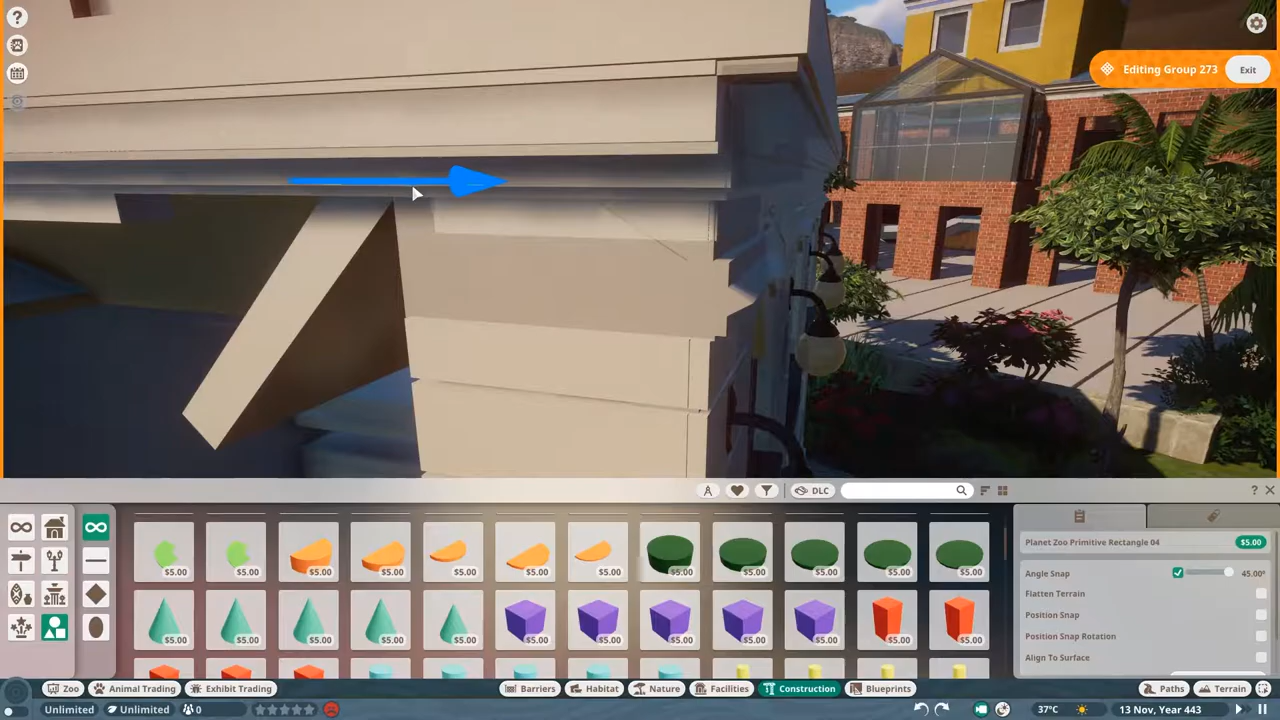 ?
Editing Group 273
Exit
DLC
? ×
$5.00 $5.00 $5.00 $5.00 $5.00 $5.00 $5.00 $5.00 $5.00 $5.00 $5.00 $5.00
$5.00 $5.00 $5.00 $5.00 $5.00 $5.00 $5.00 $5.00 $5.00 $5.00 $5.00 $5.00
Planet Zoo Primitive Rectangle 04 $5.00
Angle Snap 45.00°
Flatten Terrain
Position Snap
Position Snap Rotation
Align To Surface
Zoo Animal Trading Exhibit Trading Barriers Habitat Nature Facilities Construction Blueprints Paths Terrain
Unlimited Unlimited 0 37°C 13 Nov, Year 443